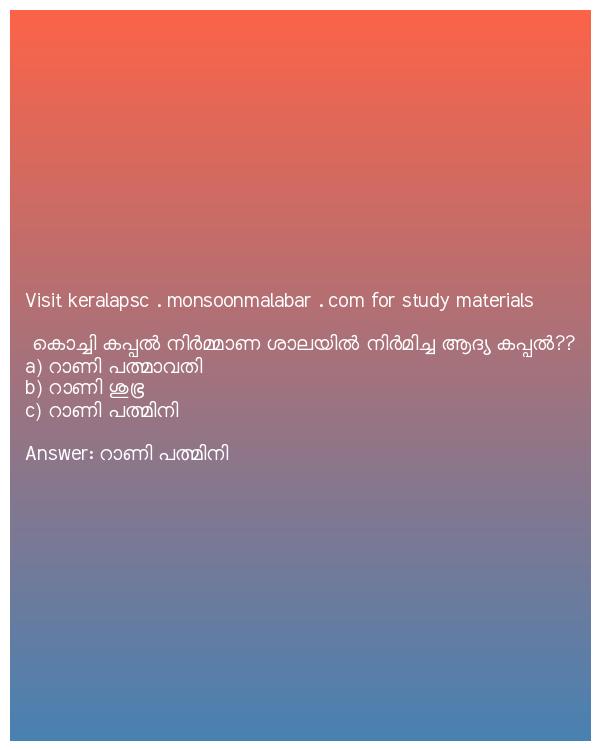 Visit keralapsc . monsoonmalabar . com for study materials
കൊച്ചി കപ്പൽ നിർമ്മാണ ശാലയിൽ നിർമിച്ച ആദ്യ കപ്പൽ??
a) റാണി പത്മാവതി
b) റാണി ശുഭ്ര
c) റാണി പത്മിനി
Answer: റാണി പത്മിനി